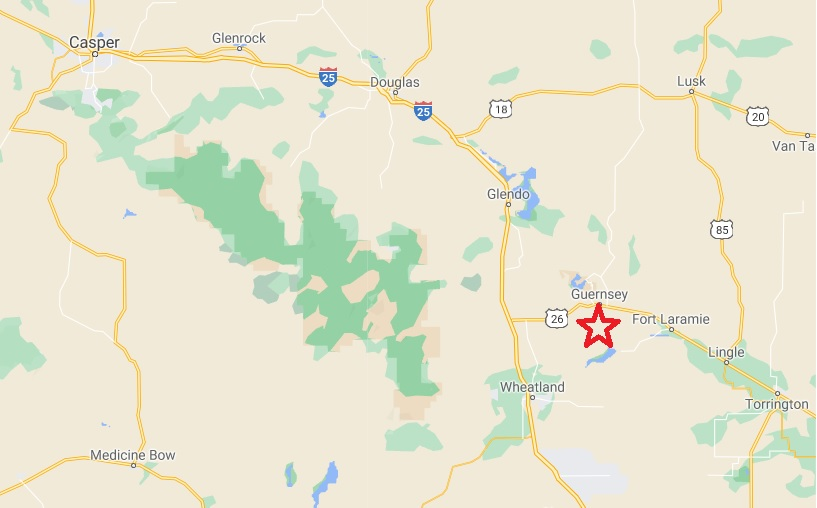 Casper
Glenrock
25
Douglas
25
Lusk
18
20
Van Ta
Glendo
85
Guernsey
26
Fort Laramie
Lingle
Wheatland
Torrington
Medicine Bow